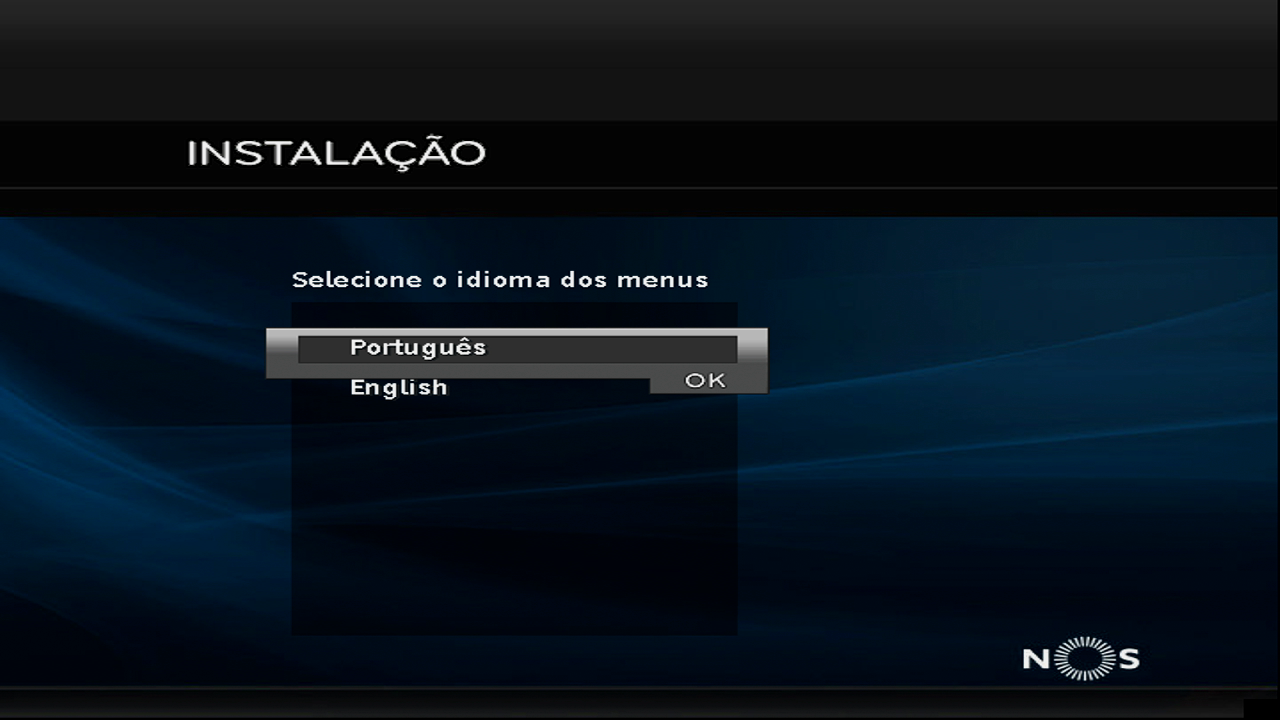 INSTALAÇÃO
Selecione o idioma dos menus
Português
OK
English
NOS